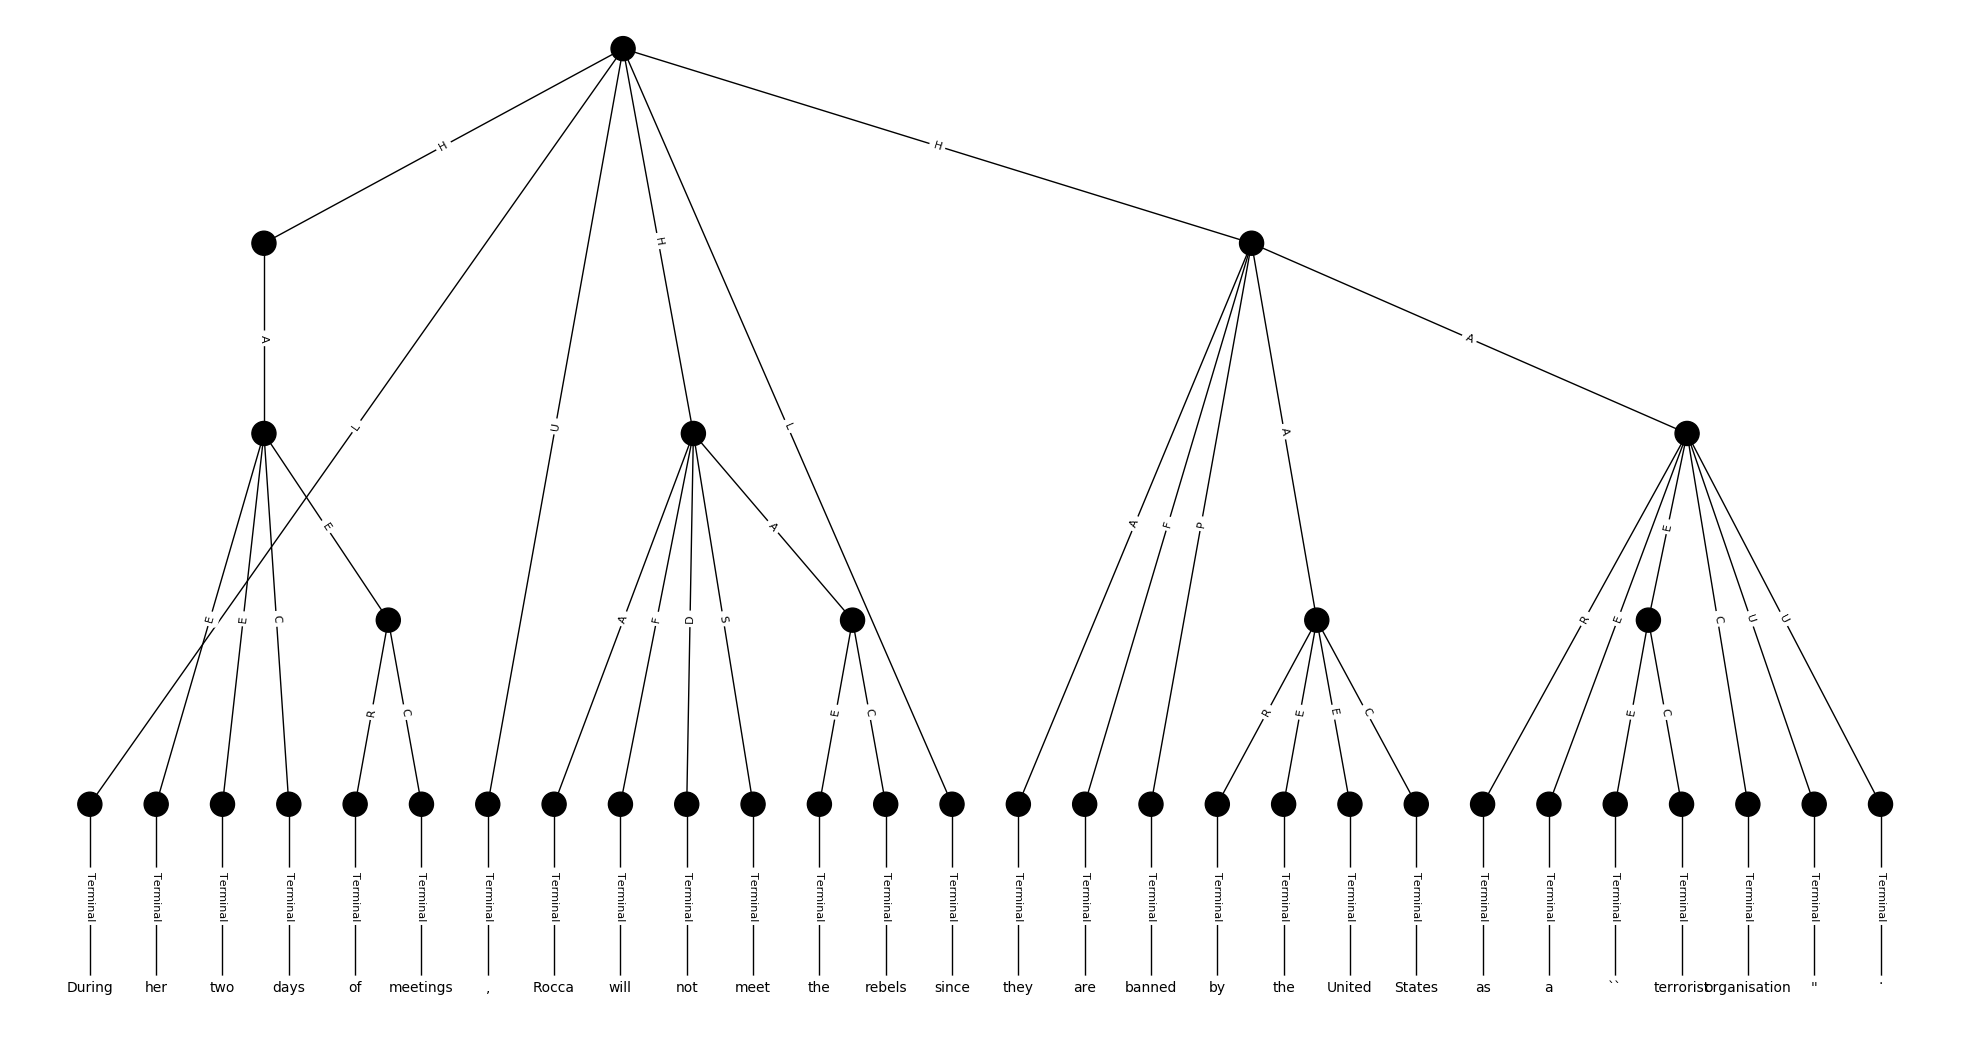 H H
H
A A
L U L A
A F P
E A E
E E C A F D S R E C U U
R C E C R E E C E C
Terminal Terminal Terminal Terminal Terminal Terminal Terminal Terminal Terminal Terminal Terminal Terminal Terminal Terminal Terminal Terminal Terminal Terminal Terminal Terminal Terminal Terminal Terminal Terminal Terminal Terminal Terminal Terminal
During her two days of meetings , Rocca will not meet the rebels since they are banned by the United States as a `` terrorist organisation " .